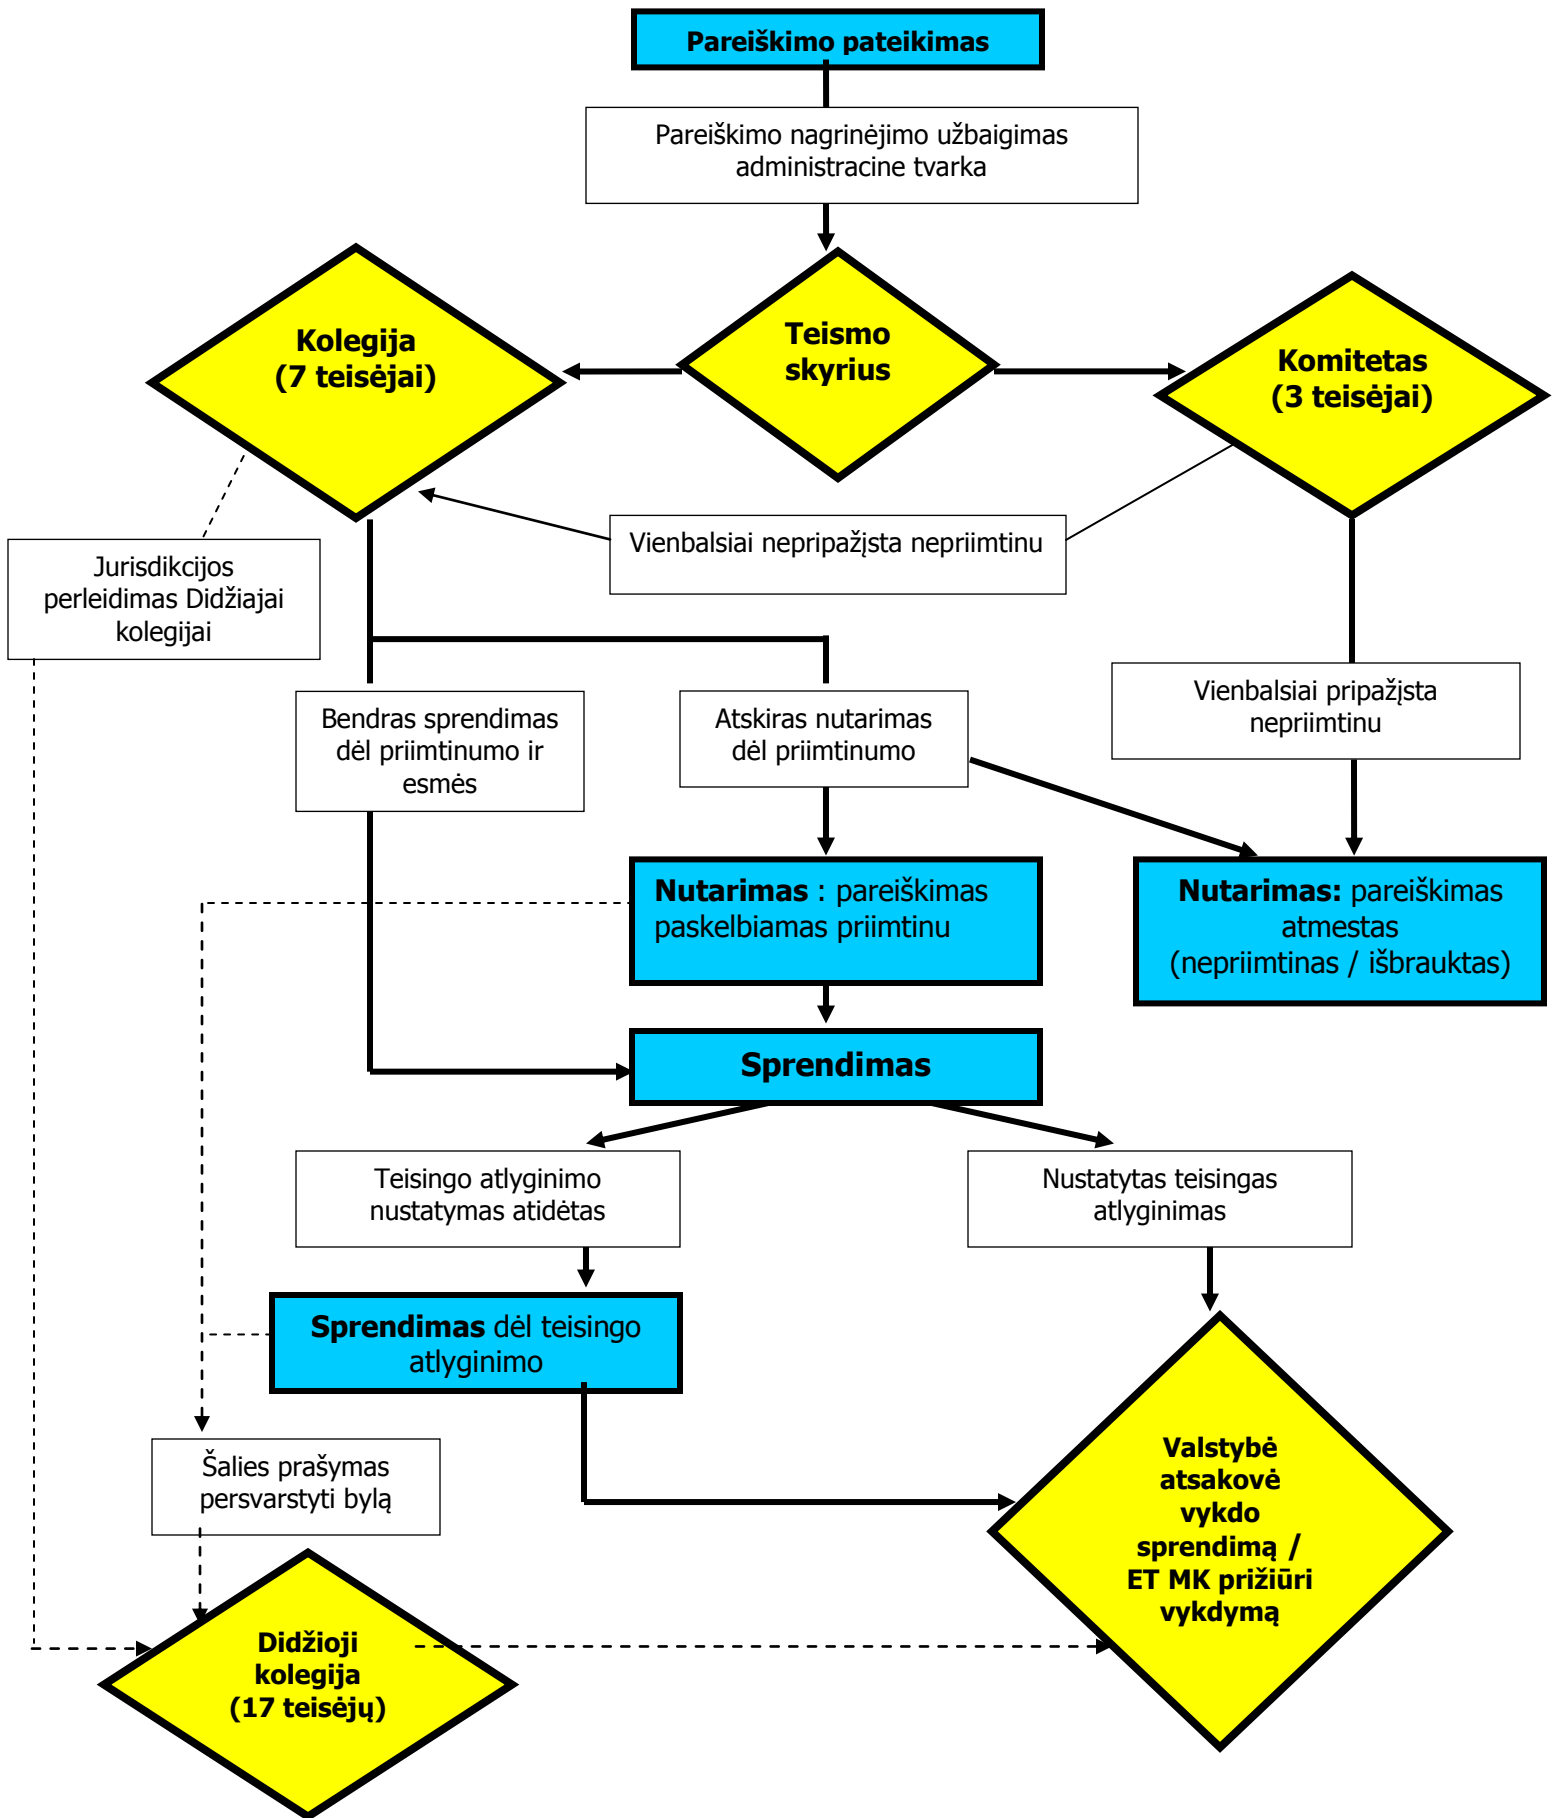 Pareiškimo pateikimas
Pareiškimo nagrinėjimo užbaigimas
administracine tvarka
Kolegija
(7 teisėjai)
Teismo
skyrius
Komitetas
(3 teisėjai)
Vienbalsiai nepripažįsta nepriimtinu
Jurisdikcijos
perleidimas Didžiajai
kolegijai
Bendras sprendimas
dėl priimtinumo ir
esmės
Atskiras nutarimas
dėl priimtinumo
Vienbalsiai pripažįsta
nepriimtinu
Nutarimas : pareiškimas
paskelbiamas priimtinu
Nutarimas: pareiškimas
atmestas
(nepriimtinas / išbrauktas)
Sprendimas
Teisingo atlyginimo
nustatymas atidėtas
Nustatytas teisingas
atlyginimas
Sprendimas dėl teisingo
atlyginimo
Šalies prašymas
persvarstyti bylą
Valstybė
atsakovė
vykdo
sprendimą /
ET MK prižiūri
vykdymą
Didžioji
kolegija
(17 teisėjų)